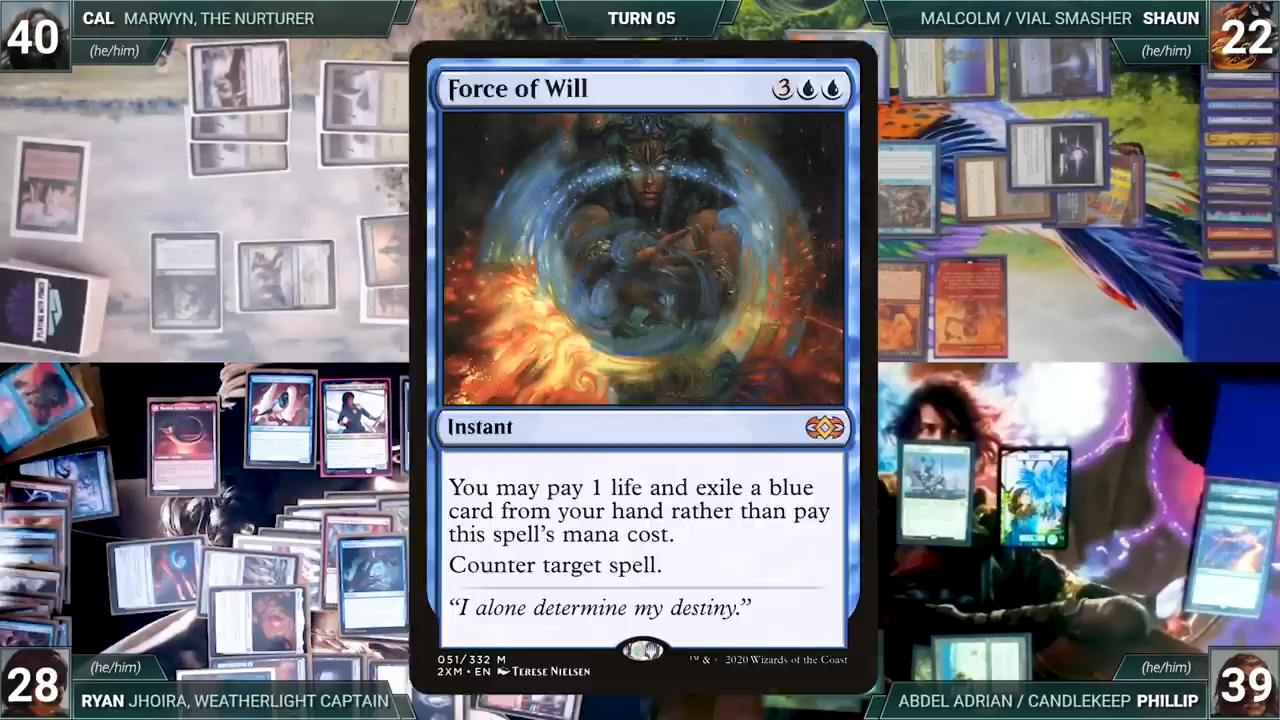 40
CAL MARWYN, THE NURTURER
(he/him)
TURN 05
MALCOLM / VIAL SMASHER SHAUN
(he/him)
22
Force of Will 3
Instant
You may pay 1 life and exile a blue
card from your hand rather than pay
this spell's mana cost.
Counter target spell.
"I alone determine my destiny."
051/332 M
2XM • EN TERESE NIELSEN
™ & © 2020 Wizards of the Coast
28
(he/him)
RYAN JHOIRA, WEATHERLIGHT CAPTAIN
(he/him)
ABDEL ADRIAN / CANDLEKEEP PHILLIP
39